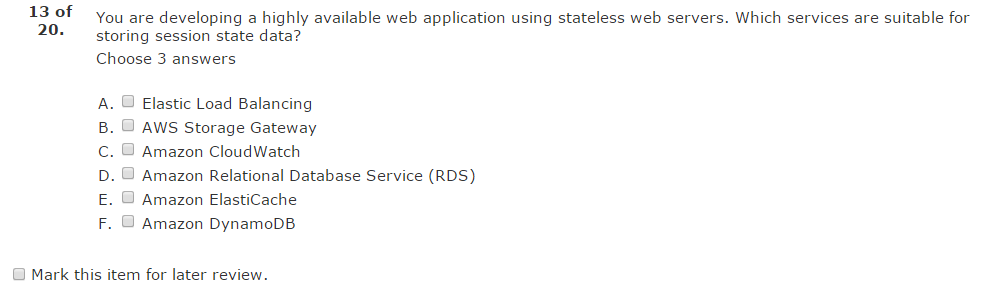 13 of
20.
You are developing a highly available web application using stateless web servers. Which services are suitable for
storing session state data?
Choose 3 answers
A. Elastic Load Balancing
B. AWS Storage Gateway
C. Amazon CloudWatch
D. Amazon Relational Database Service (RDS)
E. Amazon ElastiCache
F. Amazon DynamoDB
Mark this item for later review.